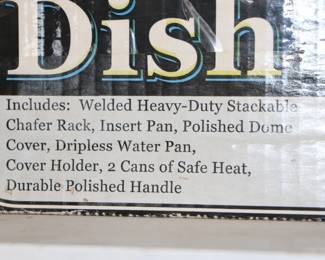 Dish
Includes: Welded Heavy-Duty Stackable
Chafer Rack, Insert Pan, Polished Dome
Cover, Dripless Water Pan,
Cover Holder, 2 Cans of Safe Heat,
Durable Polished Handle